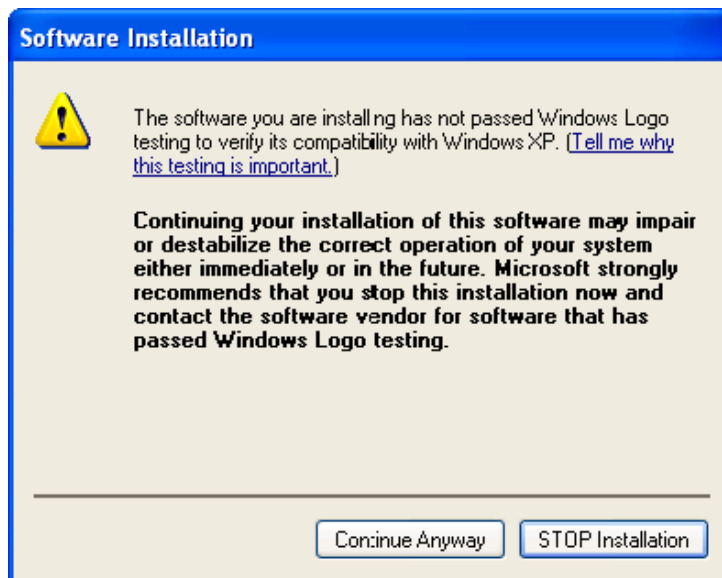 Software Installation
The software you are installing has not passed Windows Logo
testing to verify its compatibility with Windows XP. (Tell me why
this testing is important.)
Continuing your installation of this software may impair
or destabilize the correct operation of your system
either immediately or in the future. Microsoft strongly
recommends that you stop this installation now and
contact the software vendor for software that has
passed Windows Logo testing.
Continue Anyway
STOP Installation